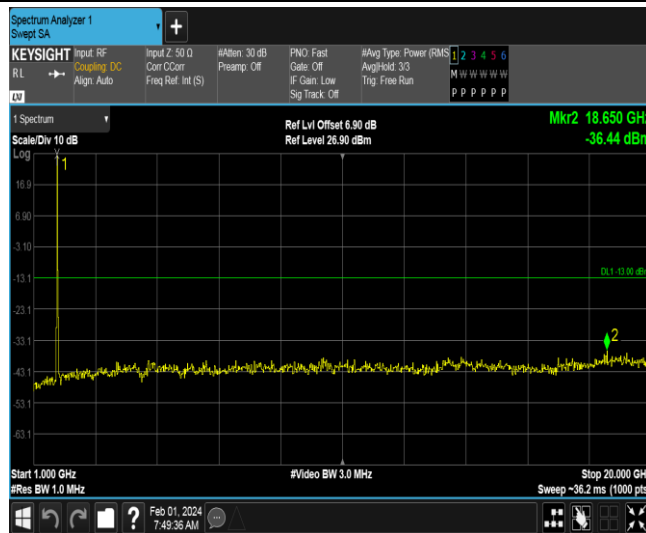 Spectrum Analyzer 1
Swept SA
+
KEYSIGHT
RL
LXI
Input: RF
Coupling: DC
Align: Auto
Input Z: 50 Ω
Corr CCorr
Freq Ref: Int (S)
#Atten: 30 dB
Preamp: Off
PNO: Fast
Gate: Off
IF Gain: Low
Sig Track: Off
#Avg Type: Power (RMS
Avg|Hold: 3/3
Trig: Free Run
1 2 3 4 5 6
M W W W W W
P P P P P P
1 Spectrum
Scale/Div 10 dB
Log
Ref Lvl Offset 6.90 dB
Ref Level 26.90 dBm
Mkr2 18.650 GHz
-36.44 dBm
1
16.9
6.90
-3.10
-13.1
DL1 -13.00 dBm
-23.1
-33.1
2
-43.1
-53.1
-63.1
Start 1.000 GHz
#Res BW 1.0 MHz
#Video BW 3.0 MHz
Stop 20.000 GH
Sweep ~36.2 ms (1000 pts
?
Feb 01, 2024
7:49:36 AM